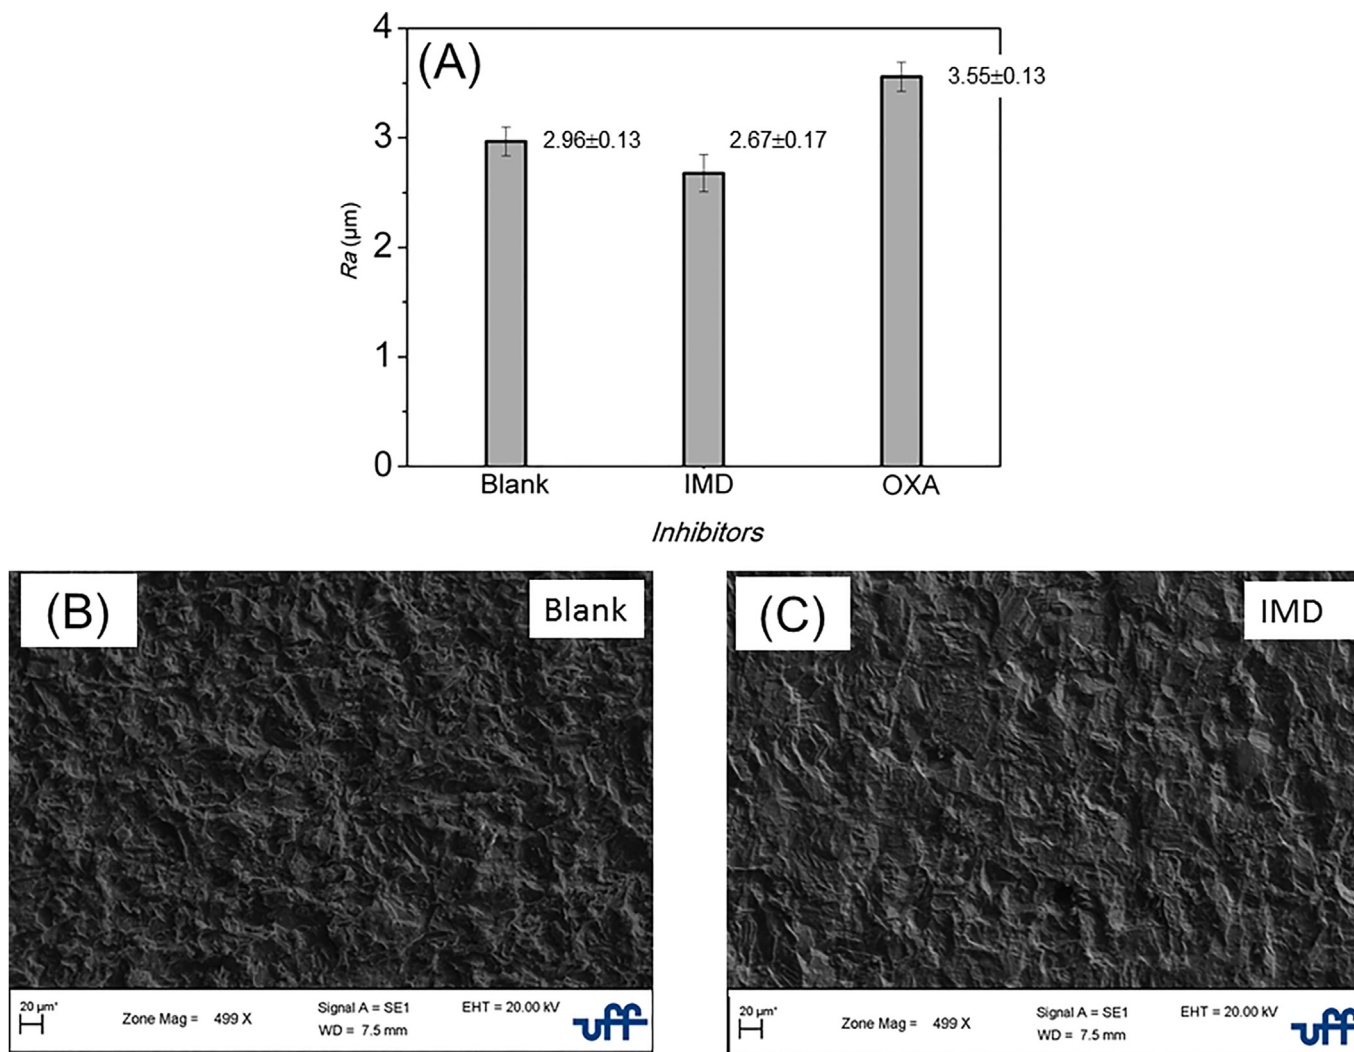 (A)
4
3
2
1
0
Ra (µm)
2.96±0.13
2.67±0.17
3.55±0.13
Blank IMD OXA
Inhibitors
(B) Blank
20 µm*
Zone Mag = 499 X
Signal A = SE1
WD = 7.5 mm
EHT = 20.00 kV
uff
(C) IMD
20 µm*
Zone Mag = 499 X
Signal A = SE1
WD = 7.5 mm
EHT = 20.00 kV
uff